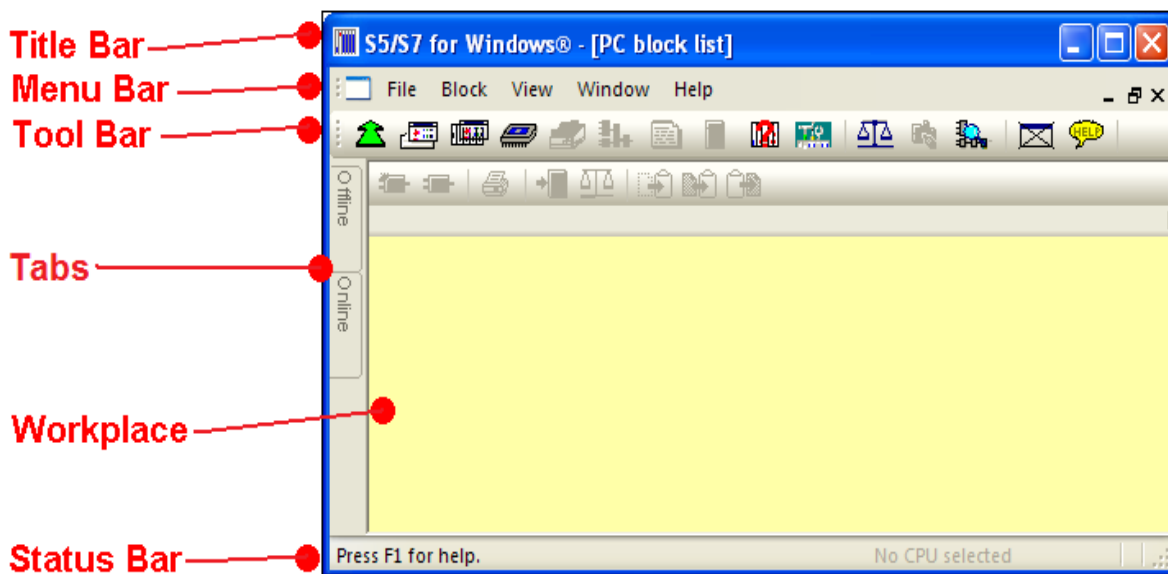 Title Bar
S5/S7 for Windows® - [PC block list]
Menu Bar
File Block View Window Help
Tool Bar
HELP
Offline
Tabs
Online
Workplace
Status Bar
Press F1 for help.
No CPU selected